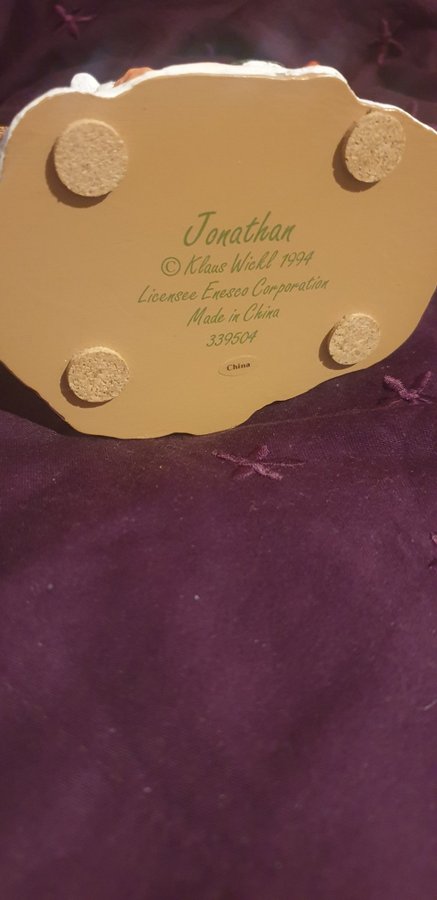 Jonathan
© Klaus Wickl 1994
Licensee Enesco Corporation
Made in China
339504
China